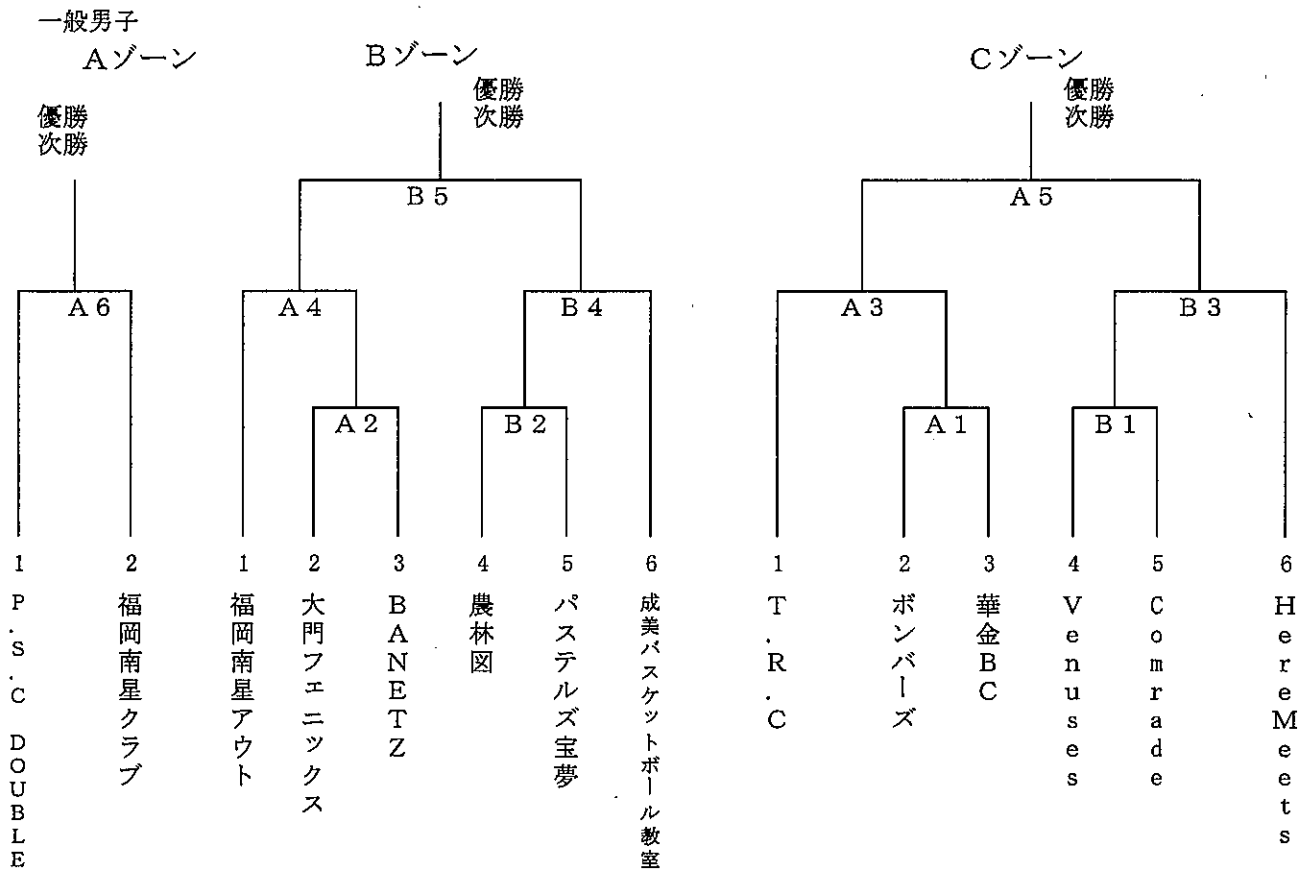 一般男子
Aゾーン
Bゾーン
Cゾーン
優勝
次勝
優勝
次勝
優勝
次勝
B5
A5
A6
A4
B4
A3
B3
A2
B2
A1
B1
1
2
1
2
3
4
5
6
1
2
3
4
5
6
P.S.C DOUBLE
福岡南星クラブ
福岡南星アウト
大門フェニックス
BANETZ
農林図
パステルズ宝夢
成美バスケットボール教室
T.R.C
ボンバーズ
華金BC
Venuses
Comrade
HereMeets